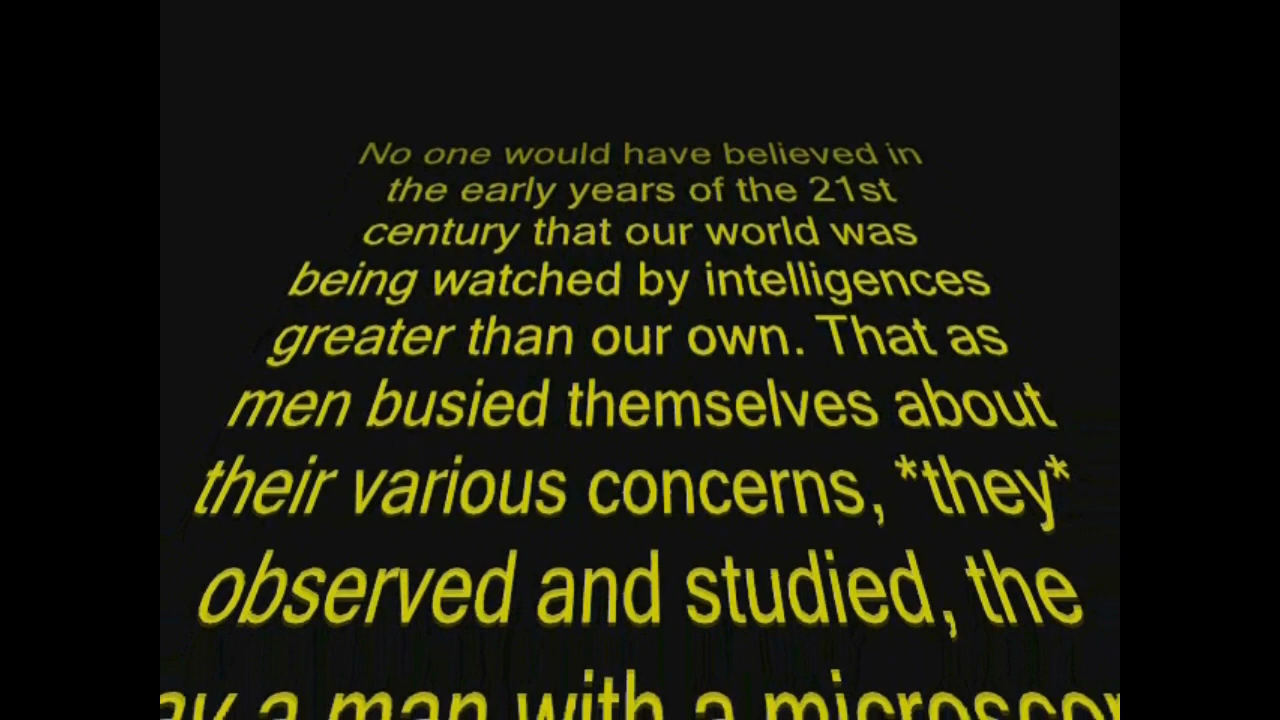 No one would have believed in
the early years of the 21st
century that our world was
being watched by intelligences
greater than our own. That as
men busied themselves about
their various concerns, *they*
observed and studied, the
a man with a